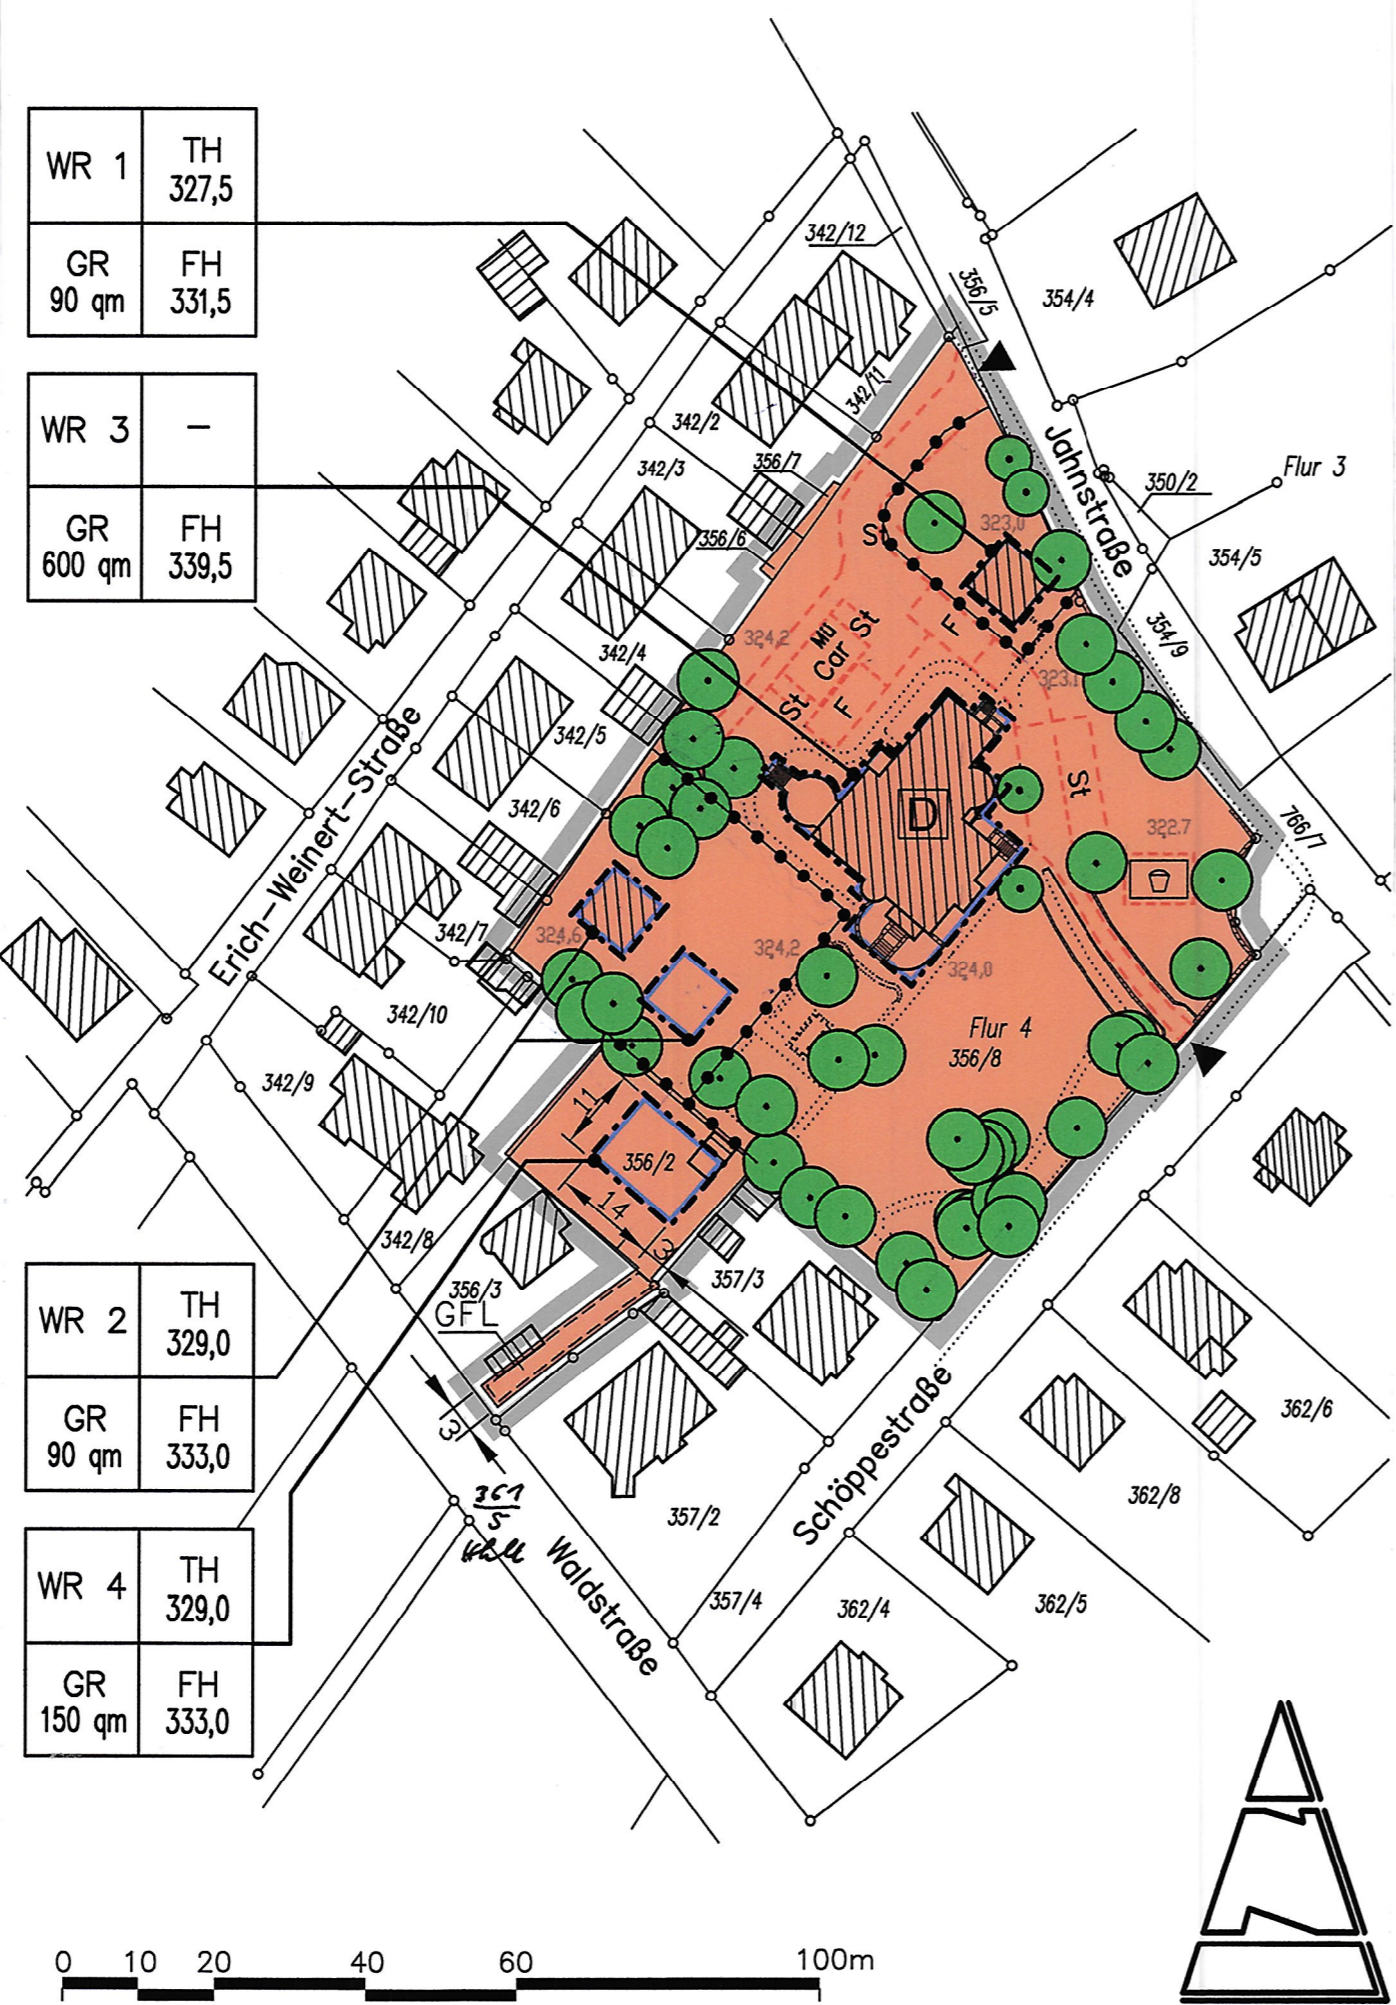 WR 1
TH
327,5
GR
90 qm
FH
331,5
WR 3
–
GR
600 qm
FH
339,5
342/12
356/5
354/4
342/11
342/2
342/3
356/7
356/6
Jahnstraße
350/2
Flur 3
354/5
354/9
St
323,0
324,2
Mü
Car St
St
F
F
323,1
342/4
342/5
342/6
342/7
Erich–Weinert–Straße
D
St
322.7
766/7
324,6
324,2
324,0
Flur 4
356/8
342/10
342/9
342/8
11
356/2
14
3
356/3
GFL
357/3
3
361
5
WR 2
TH
329,0
GR
90 qm
FH
333,0
WR 4
TH
329,0
GR
150 qm
FH
333,0
Waldstraße
Schöppestraße
357/2
357/4
362/4
362/5
362/8
362/6
0 10 20 40 60 100m